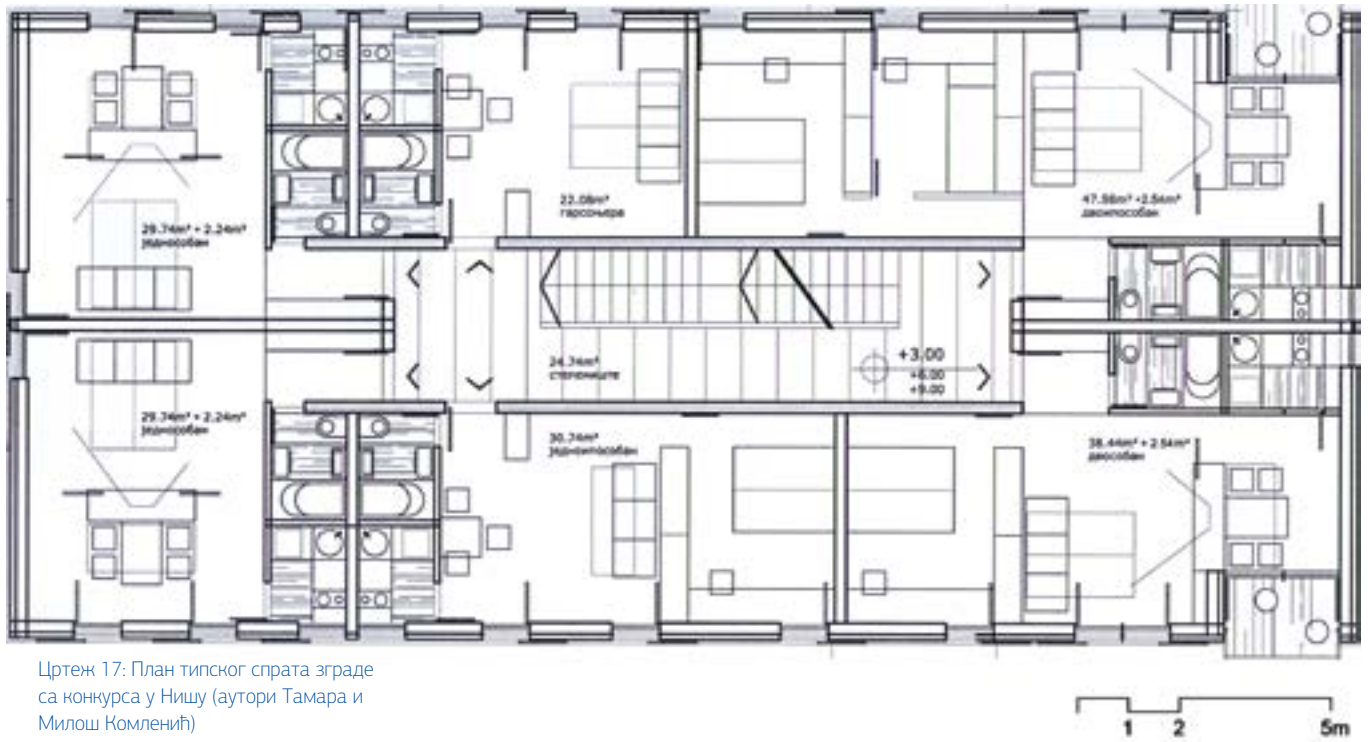 29.74m² + 2.24m²
једнособан
22.08m²
гарсоњера
47.98m² +2.54m²
двоипособан
24.74m²
степениште
+3.00
+6.00
+9.00
29.74m² + 2.24m²
једнособан
30.74m²
једноипособан
38.44m² + 2.54m²
двособан
Цртеж 17: План типског спрата зграде
са конкурса у Нишу (аутори Тамара и
Милош Комленић)
1 2 5m